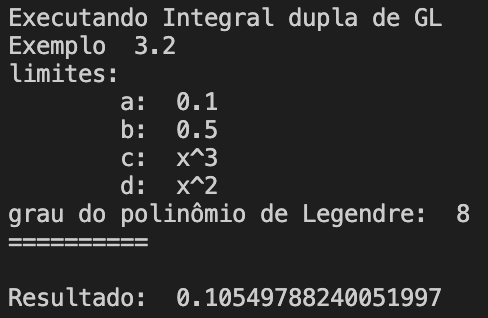 Executando Integral dupla de GL
Exemplo  3.2
limites:
        a:  0.1
        b:  0.5
        c:  x^3
        d:  x^2
grau do polinômio de Legendre:  8
==========

Resultado:  0.10549788240051997